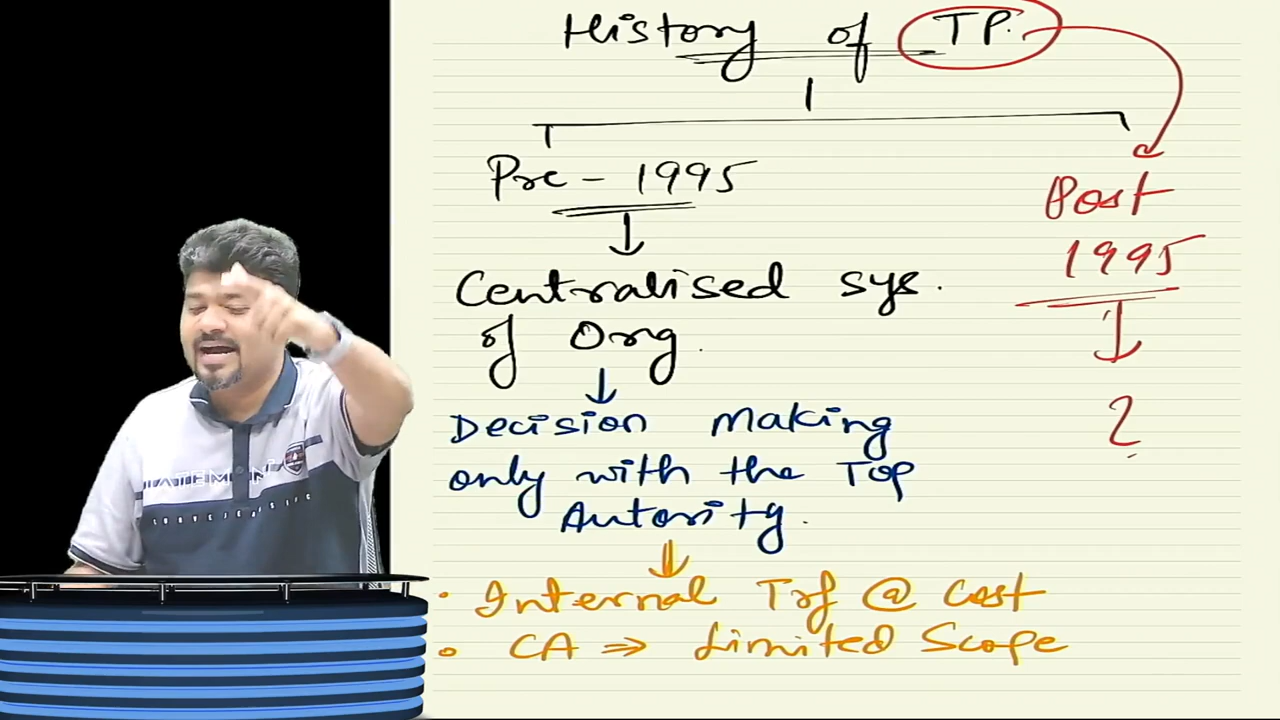 History of TP.
Pre - 1995
Centralised sys.
of Org.
Decision Making
only with the Top
Autority.
• Internal Trf @ Cost
• CA ⇒ Limited Scope
Post
1995
?